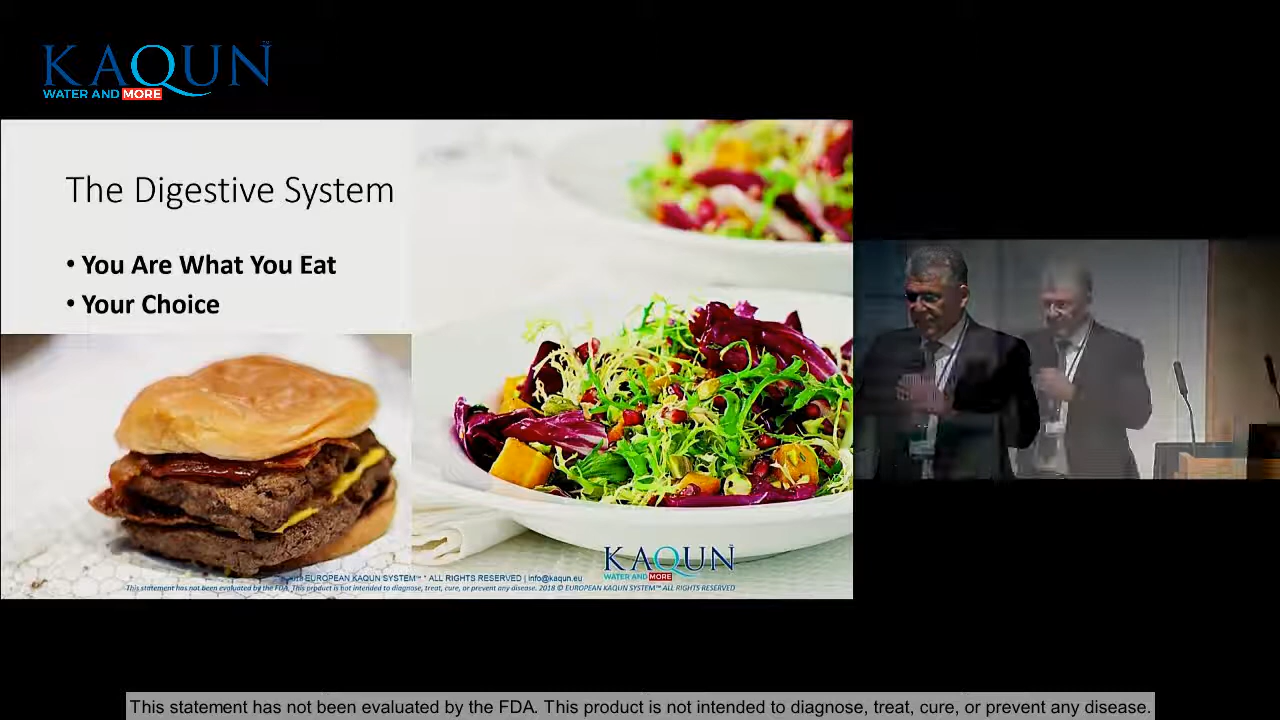 KAQUN™
WATER AND MORE
The Digestive System
• You Are What You Eat
• Your Choice
KAQUN
WATER AND MORE
EUROPEAN KAQUN SYSTEM™ * ALL RIGHTS RESERVED | info@kaqun.eu
This statement has not been evaluated by the FDA. This product is not intended to diagnose, treat, cure, or prevent any disease. 2018 © EUROPEAN KAQUN SYSTEM™ ALL RIGHTS RESERVED
This statement has not been evaluated by the FDA. This product is not intended to diagnose, treat, cure, or prevent any disease.